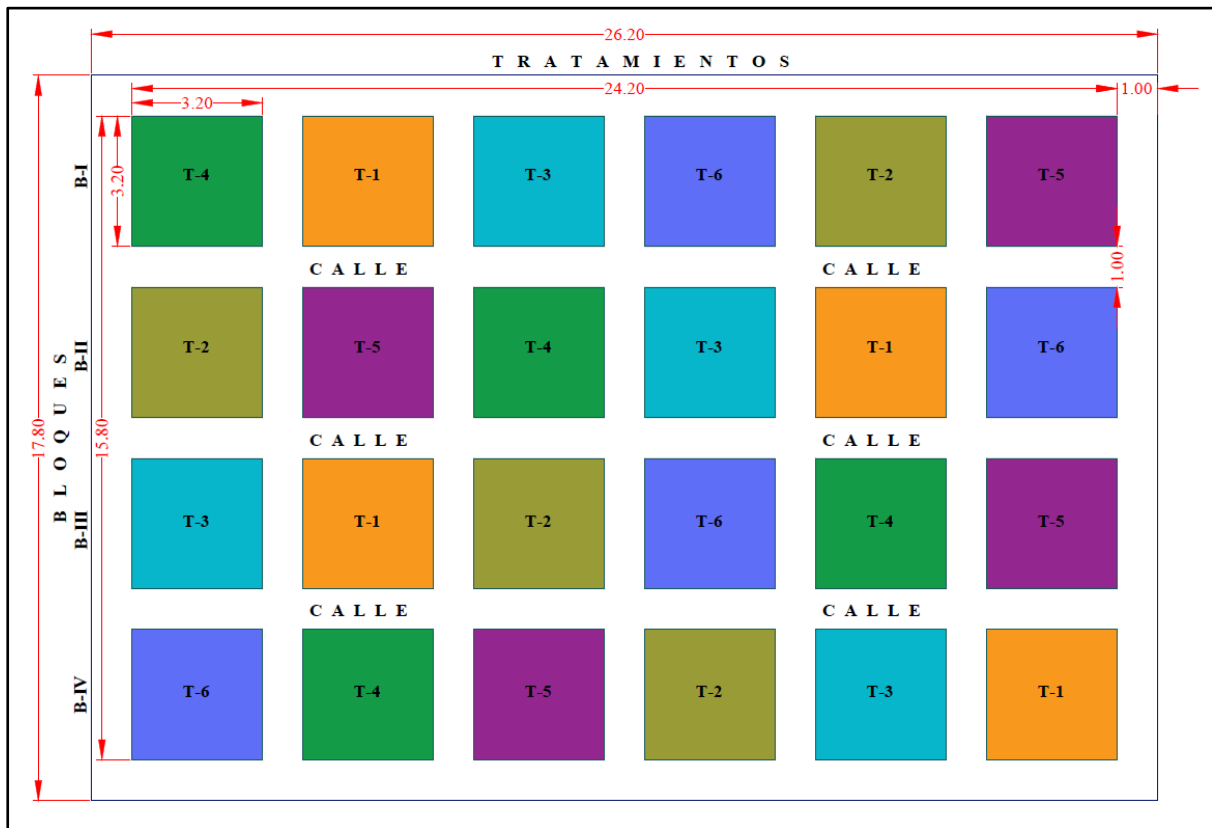 26.20
T R A T A M I E N T O S
24.20
1.00
3.20
B L O Q U E S
17.80
15.80
B-I
3.20
T-4 T-1 T-3 T-6 T-2 T-5
C A L L E C A L L E
1.00
B-II
T-2 T-5 T-4 T-3 T-1 T-6
C A L L E C A L L E
B-III
T-3 T-1 T-2 T-6 T-4 T-5
C A L L E C A L L E
B-IV
T-6 T-4 T-5 T-2 T-3 T-1